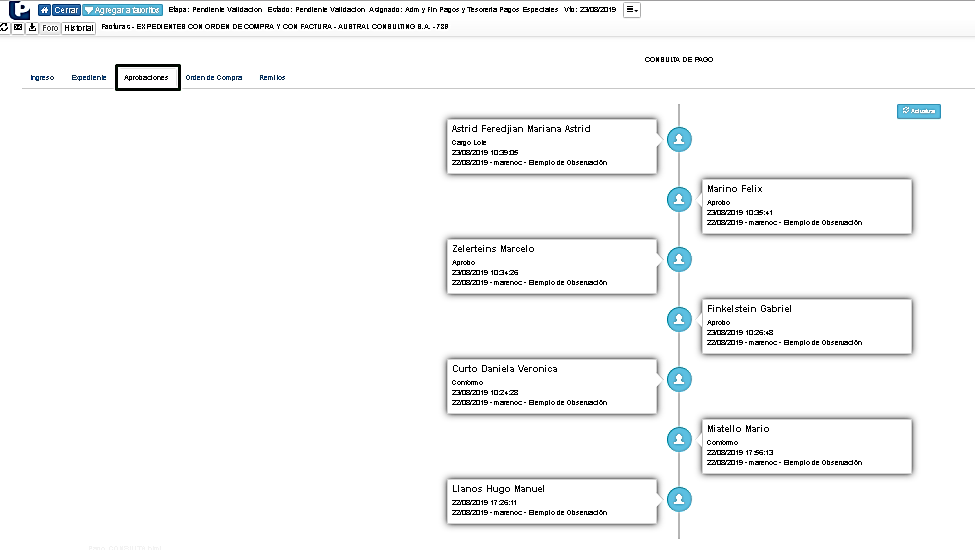 Cerrar Agregar a favoritos Etapa: Pendiente Validacion Estado: Pendiente Validacion Asignado: Adm y Fin Pagos y Tesoreria Pagos Especiales Vto: 23/08/2019
Foro Historial Facturas - EXPEDIENTES CON ORDEN DE COMPRA Y CON FACTURA - AUSTRAL CONSULTING S.A. - 789
CONSULTA DE PAGO
Ingreso Expediente Aprobaciones Orden de Compra Remitos
Actualizar
Astrid Feredjian Mariana Astrid
Cargo Lote
23/08/2019 10:39:05
22/08/2019 - marenoc - Ejemplo de Observación
Marino Felix
Aprobo
23/08/2019 10:35:41
22/08/2019 - marenoc - Ejemplo de Observación
Zelerteins Marcelo
Aprobo
23/08/2019 10:34:26
22/08/2019 - marenoc - Ejemplo de Observación
Finkelstein Gabriel
Aprobo
23/08/2019 10:26:48
22/08/2019 - marenoc - Ejemplo de Observación
Curto Daniela Veronica
Conformo
23/08/2019 10:24:28
22/08/2019 - marenoc - Ejemplo de Observación
Miatello Mario
Conformo
22/08/2019 17:56:13
22/08/2019 - marenoc - Ejemplo de Observación
Llanos Hugo Manuel
22/08/2019 17:26:11
22/08/2019 - marenoc - Ejemplo de Observación